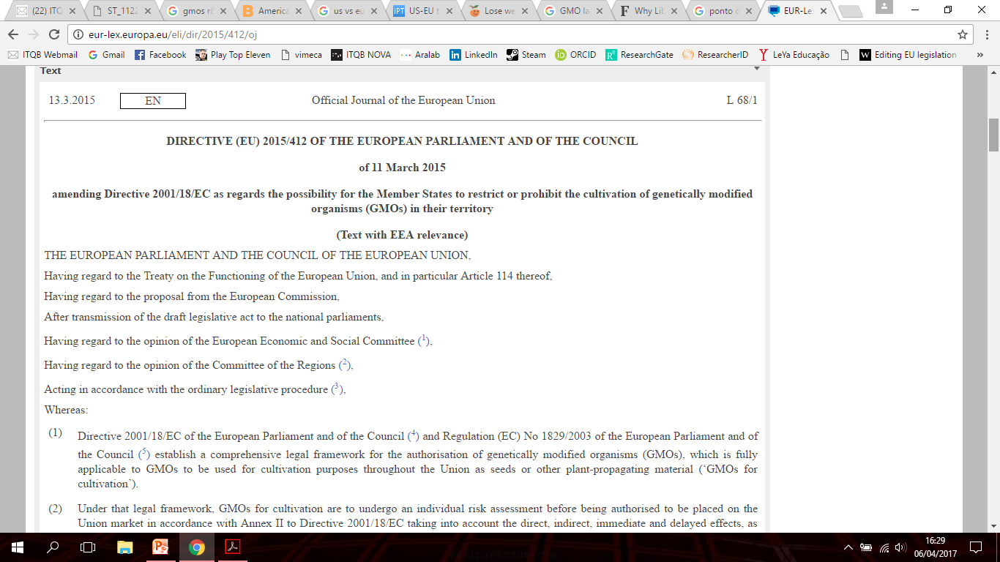 (22) ITQ
ST_1122
gmos rê
America
us vs eu
US-EU t
Lose we
GMO la
Why Lib
ponto c
EUR-Le
eur-lex.europa.eu/eli/dir/2015/412/oj
ITQB Webmail Gmail Facebook Play Top Eleven vimeca ITQB NOVA Aralab LinkedIn Steam ORCID ResearchGate ResearcherID LeYa Educação Editing EU legislation »
Text
13.3.2015 EN Official Journal of the European Union L 68/1
DIRECTIVE (EU) 2015/412 OF THE EUROPEAN PARLIAMENT AND OF THE COUNCIL
of 11 March 2015
amending Directive 2001/18/EC as regards the possibility for the Member States to restrict or prohibit the cultivation of genetically modified
organisms (GMOs) in their territory
(Text with EEA relevance)
THE EUROPEAN PARLIAMENT AND THE COUNCIL OF THE EUROPEAN UNION,
Having regard to the Treaty on the Functioning of the European Union, and in particular Article 114 thereof,
Having regard to the proposal from the European Commission,
After transmission of the draft legislative act to the national parliaments,
Having regard to the opinion of the European Economic and Social Committee (1),
Having regard to the opinion of the Committee of the Regions (2),
Acting in accordance with the ordinary legislative procedure (3),
Whereas:
(1) Directive 2001/18/EC of the European Parliament and of the Council (4) and Regulation (EC) No 1829/2003 of the European Parliament and of
the Council (5) establish a comprehensive legal framework for the authorisation of genetically modified organisms (GMOs), which is fully
applicable to GMOs to be used for cultivation purposes throughout the Union as seeds or other plant-propagating material (‘GMOs for
cultivation’).
(2) Under that legal framework, GMOs for cultivation are to undergo an individual risk assessment before being authorised to be placed on the
Union market in accordance with Annex II to Directive 2001/18/EC taking into account the direct, indirect, immediate and delayed effects, as
16:29
06/04/2017